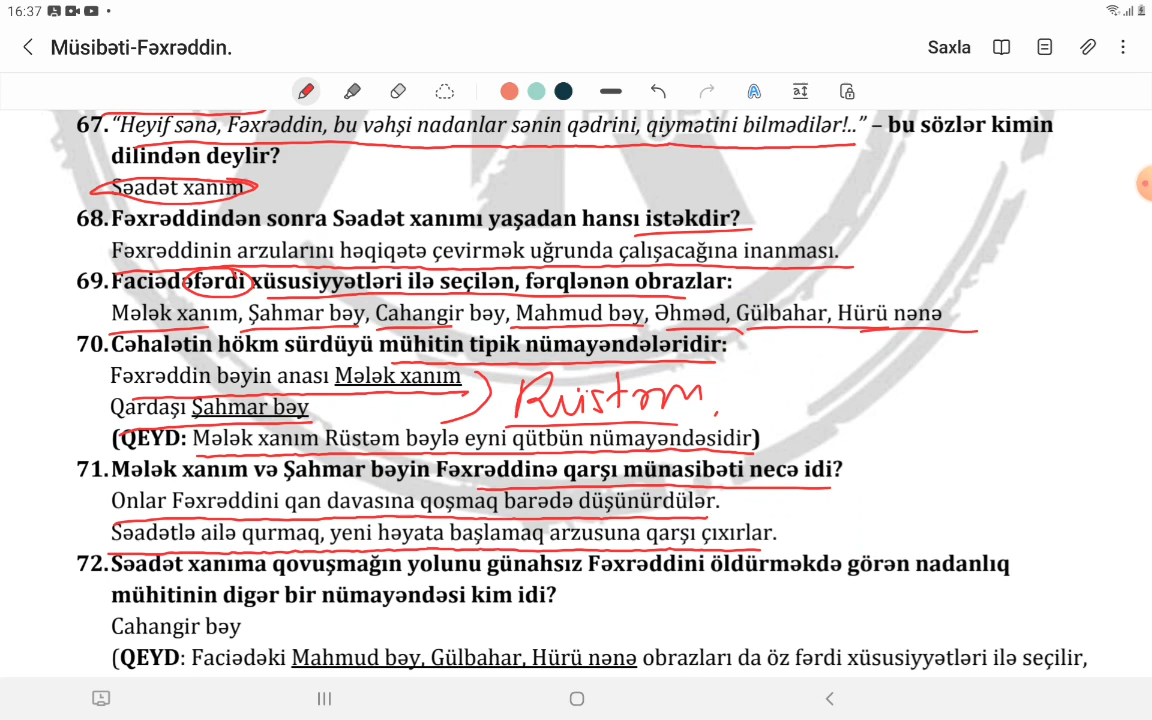 16:37
Müsibəti-Fəxrəddin.
Saxla
67. “Heyif sənə, Fəxrəddin, bu vəhşi nadanlar sənin qədrini, qiymətini bilmədilər!..” – bu sözlər kimin
dilindən deylir?
Səadət xanım
68. Fəxrəddindən sonra Səadət xanımı yaşadan hansı istəkdir?
Fəxrəddinin arzularını həqiqətə çevirmək uğrunda çalışacağına inanması.
69. Faciədə fərdi xüsusiyyətləri ilə seçilən, fərqlənən obrazlar:
Mələk xanım, Şahmar bəy, Cahangir bəy, Mahmud bəy, Əhməd, Gülbahar, Hürü nənə
70. Cəhalətin hökm sürdüyü mühitin tipik nümayəndələridir:
Fəxrəddin bəyin anası Mələk xanım
Rüstəm.
Qardaşı Şahmar bəy
(QEYD: Mələk xanım Rüstəm bəylə eyni qütbün nümayəndəsidir)
71. Mələk xanım və Şahmar bəyin Fəxrəddinə qarşı münasibəti necə idi?
Onlar Fəxrəddini qan davasına qoşmaq barədə düşünürdülər.
Səadətlə ailə qurmaq, yeni həyata başlamaq arzusuna qarşı çıxırlar.
72. Səadət xanıma qovuşmağın yolunu günahsız Fəxrəddini öldürməkdə görən nadanlıq
mühitinin digər bir nümayəndəsi kim idi?
Cahangir bəy
(QEYD: Faciədəki Mahmud bəy, Gülbahar, Hürü nənə obrazları da öz fərdi xüsusiyyətləri ilə seçilir,